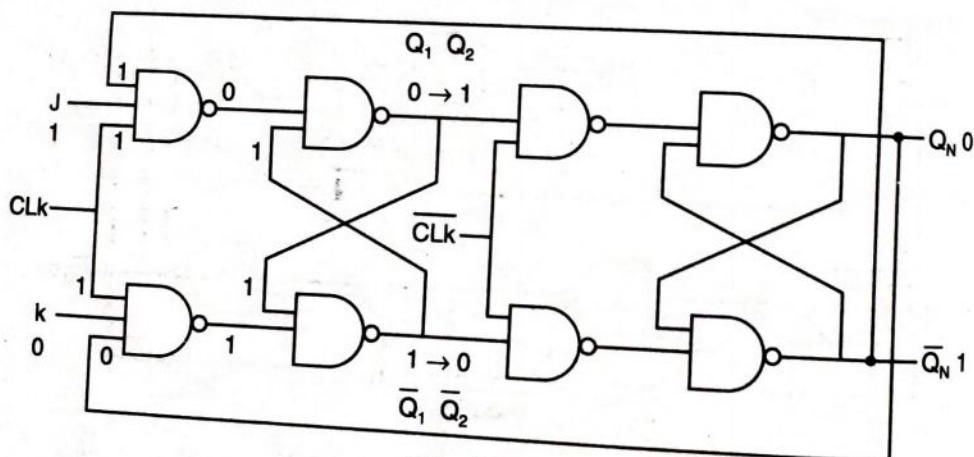 Q₁ Q₂
1 0 0 → 1
J
1 1 1 Q_N 0
CLk C̅L̅k̅
1 1
k
0 0 1 1 → 0 Q̅_N 1
Q̅₁ Q̅₂